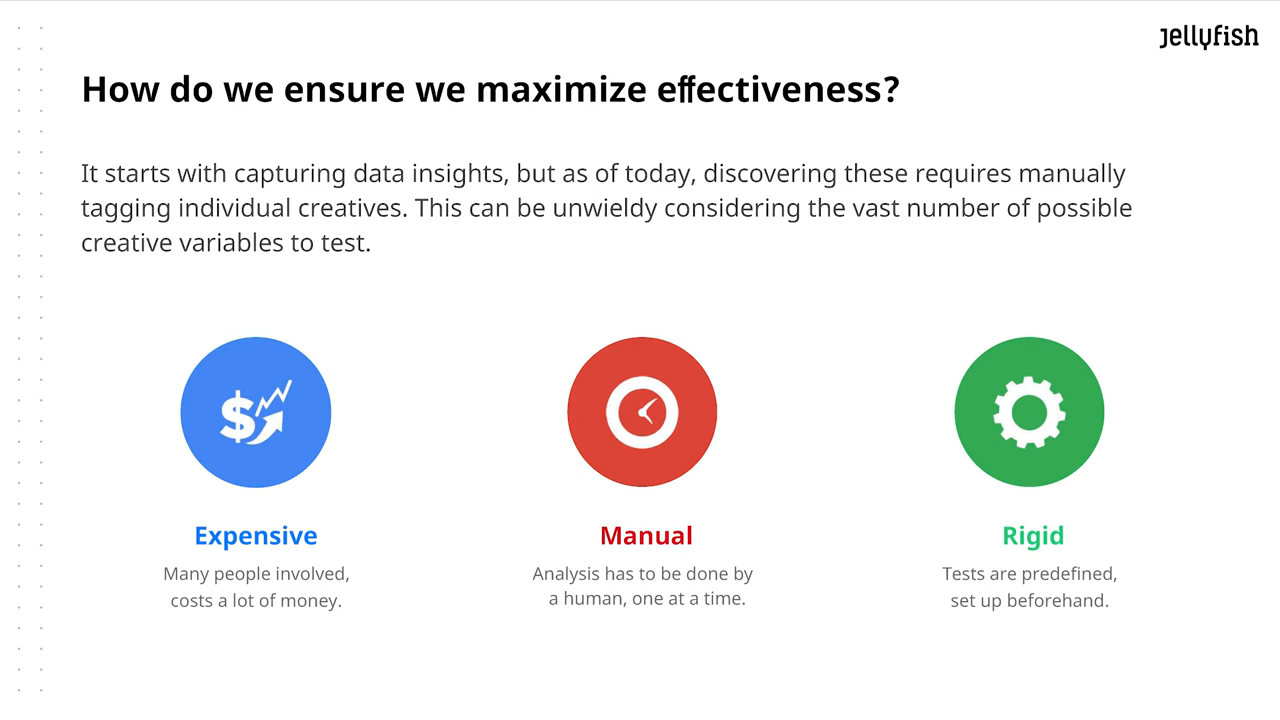 Jellyfish
How do we ensure we maximize effectiveness?
It starts with capturing data insights, but as of today, discovering these requires manually
tagging individual creatives. This can be unwieldy considering the vast number of possible
creative variables to test.
$
Expensive
Many people involved,
costs a lot of money.
Manual
Analysis has to be done by
a human, one at a time.
Rigid
Tests are predefined,
set up beforehand.